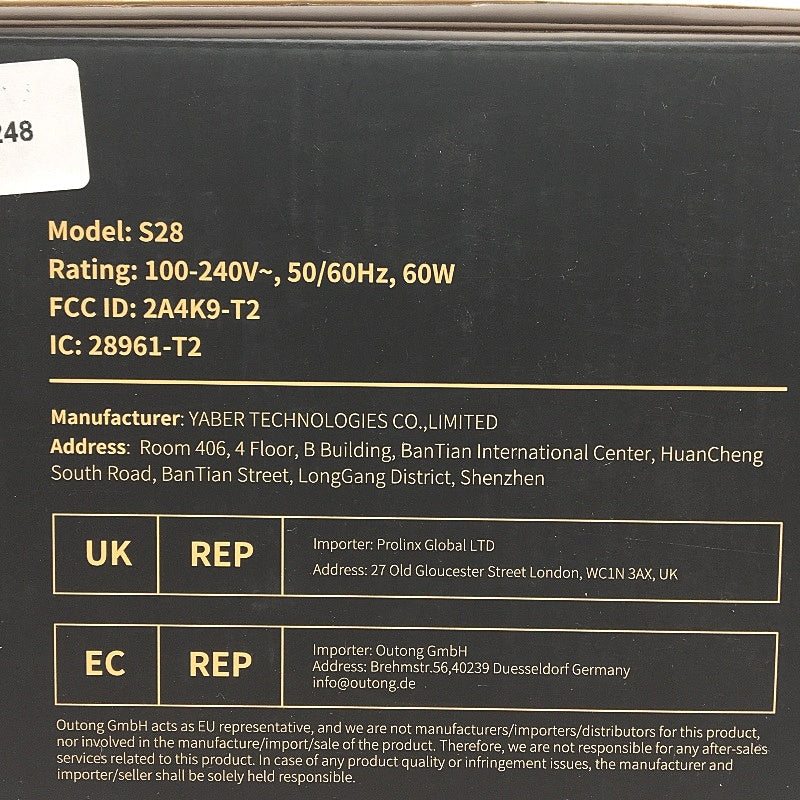 248
Model: S28
Rating: 100-240V~, 50/60Hz, 60W
FCC ID: 2A4K9-T2
IC: 28961-T2
Manufacturer: YABER TECHNOLOGIES CO.,LIMITED
Address: Room 406, 4 Floor, B Building, BanTian International Center, HuanCheng
South Road, BanTian Street, LongGang District, Shenzhen
UK REP
Importer: Prolinx Global LTD
Address: 27 Old Gloucester Street London, WC1N 3AX, UK
EC REP
Importer: Outong GmbH
Address: Brehmstr.56,40239 Duesseldorf Germany
info@outong.de
Outong GmbH acts as EU representative, and we are not manufacturers/importers/distributors for this product,
nor involved in the manufacture/import/sale of the product. Therefore, we are not responsible for any after-sales
services related to this product. In case of any product quality or infringement issues, the manufacturer and
importer/seller shall be solely held responsible.